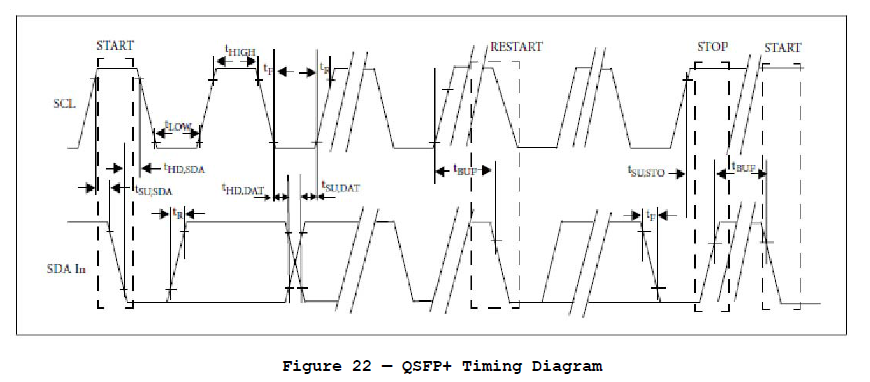 START
tHIGH
RESTART
STOP
START
tF
tR
SCL
tLOW
tHD,SDA
tSU,SDA
tHD,DAT
tSU,DAT
tBUF
tSU,STO
tBUF
tR
tF
SDA In
Figure 22 — QSFP+ Timing Diagram